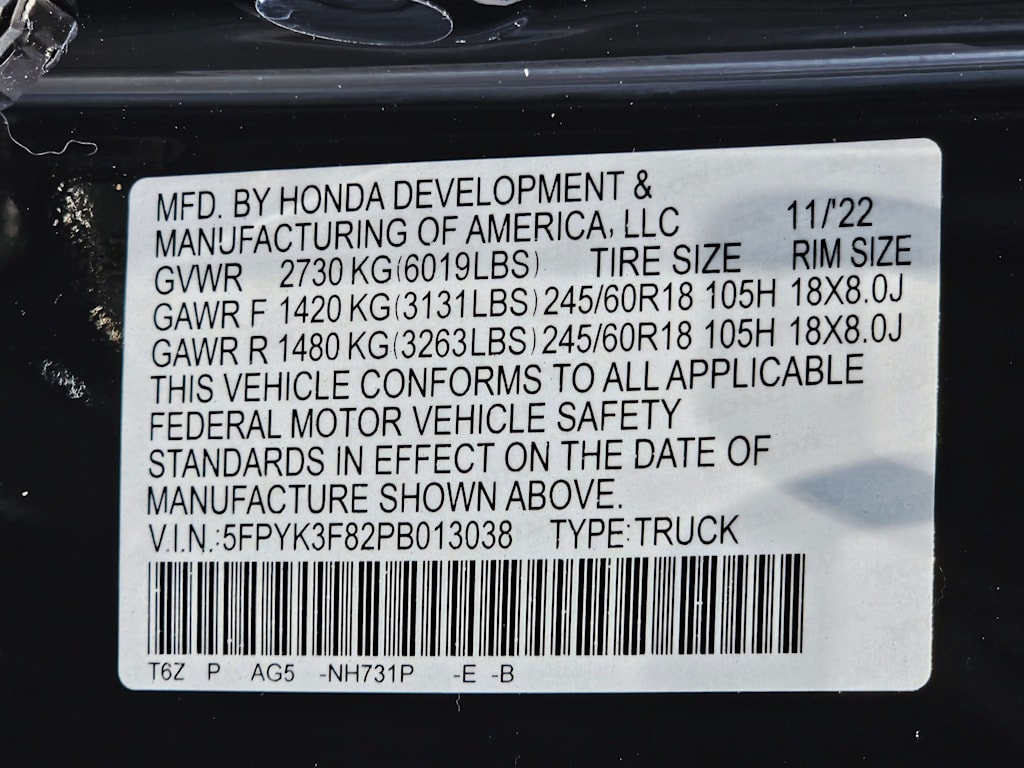 MFD. BY HONDA DEVELOPMENT &
MANUFACTURING OF AMERICA, LLC 11/'22
GVWR 2730 KG(6019LBS) TIRE SIZE RIM SIZE
GAWR F 1420 KG(3131LBS) 245/60R18 105H 18X8.0J
GAWR R 1480 KG(3263LBS) 245/60R18 105H 18X8.0J
THIS VEHICLE CONFORMS TO ALL APPLICABLE
FEDERAL MOTOR VEHICLE SAFETY
STANDARDS IN EFFECT ON THE DATE OF
MANUFACTURE SHOWN ABOVE.
V.I.N.:5FPYK3F82PB013038 TYPE:TRUCK
T6Z P AG5 -NH731P -E -B